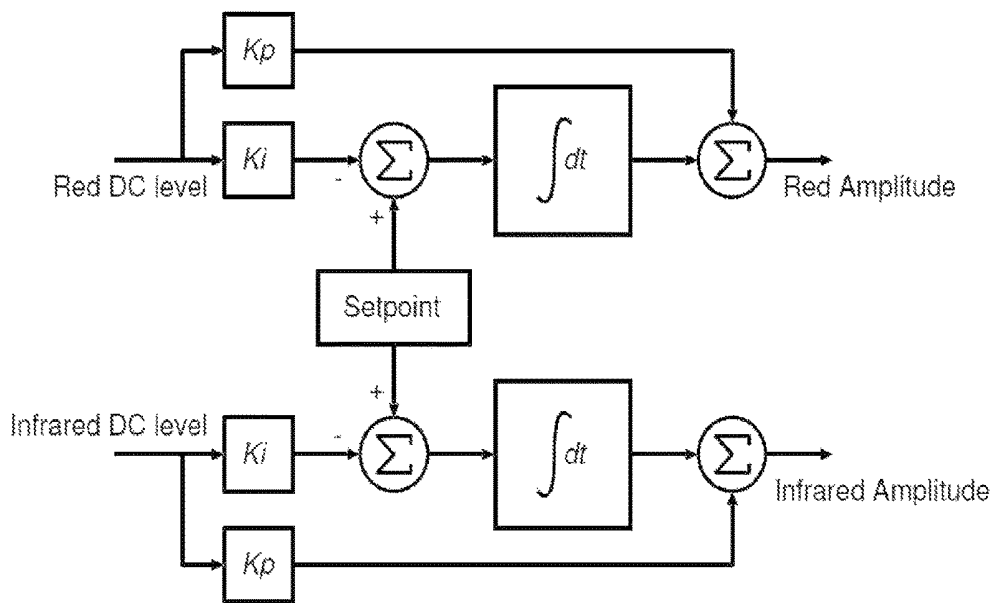 Kp
Ki
Σ
∫dt
Σ
Red DC level
-
Red Amplitude
+
Setpoint
+
Infrared DC level
-
Ki
Σ
∫dt
Σ
Infrared Amplitude
Kp